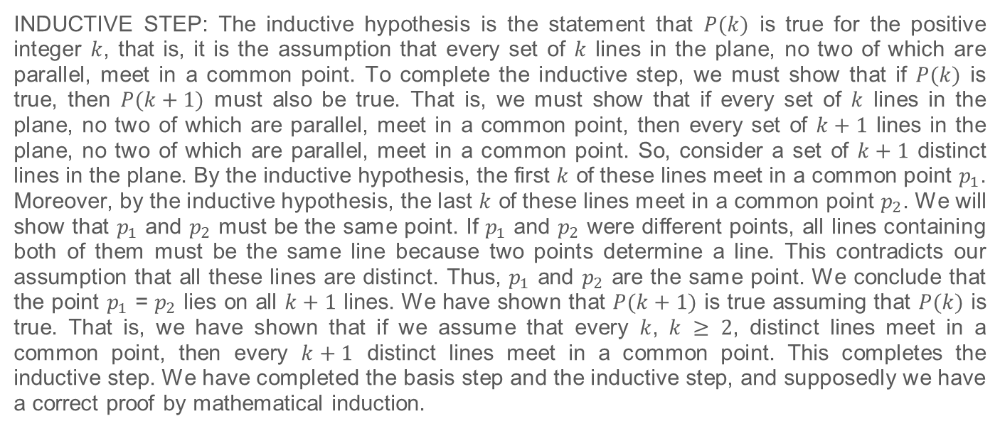 INDUCTIVE STEP: The inductive hypothesis is the statement that P(k) is true for the positive
integer k, that is, it is the assumption that every set of k lines in the plane, no two of which are
parallel, meet in a common point. To complete the inductive step, we must show that if P(k) is
true, then P(k + 1) must also be true. That is, we must show that if every set of k lines in the
plane, no two of which are parallel, meet in a common point, then every set of k + 1 lines in the
plane, no two of which are parallel, meet in a common point. So, consider a set of k + 1 distinct
lines in the plane. By the inductive hypothesis, the first k of these lines meet in a common point p₁.
Moreover, by the inductive hypothesis, the last k of these lines meet in a common point p₂. We will
show that p₁ and p₂ must be the same point. If p₁ and p₂ were different points, all lines containing
both of them must be the same line because two points determine a line. This contradicts our
assumption that all these lines are distinct. Thus, p₁ and p₂ are the same point. We conclude that
the point p₁ = p₂ lies on all k + 1 lines. We have shown that P(k + 1) is true assuming that P(k) is
true. That is, we have shown that if we assume that every k, k ≥ 2, distinct lines meet in a
common point, then every k + 1 distinct lines meet in a common point. This completes the
inductive step. We have completed the basis step and the inductive step, and supposedly we have
a correct proof by mathematical induction.